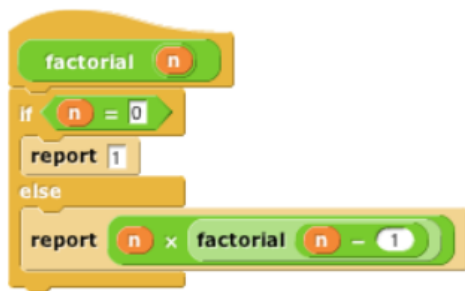 factorial n
if n = 0
report 1
else
report n × factorial n - 1